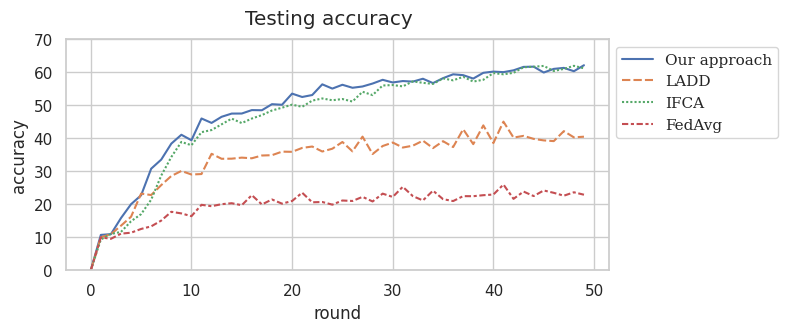 Testing accuracy
70
60
50
40
30
20
10
0
accuracy
0 10 20 30 40 50
round
Our approach
LADD
IFCA
FedAvg